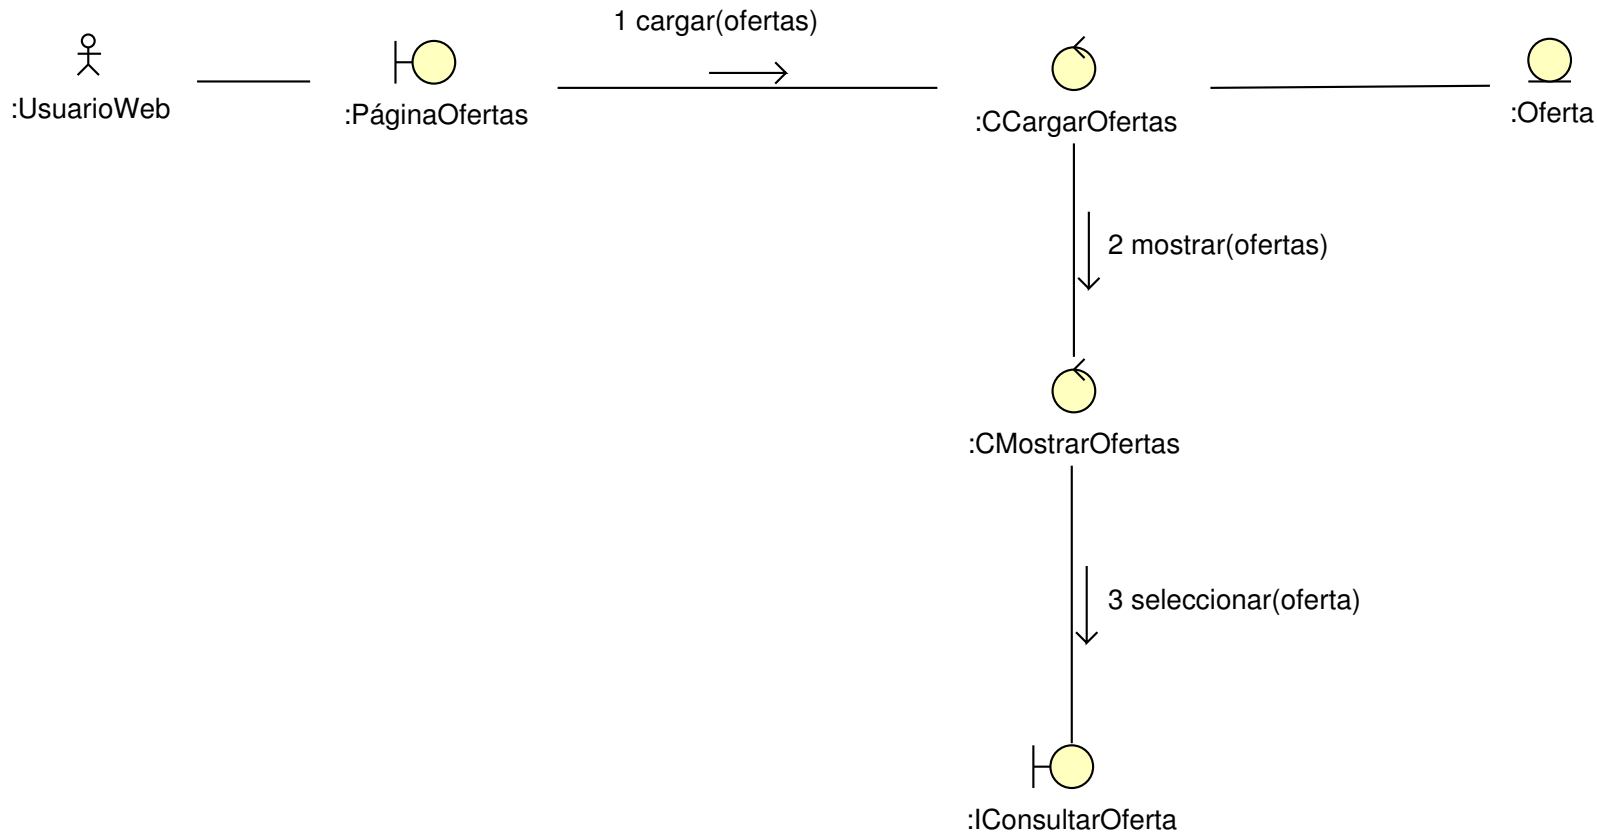 1 cargar(ofertas)
:UsuarioWeb
:PáginaOfertas
:CCargarOfertas
:Oferta
2 mostrar(ofertas)
:CMostrarOfertas
3 seleccionar(oferta)
:IConsultarOferta